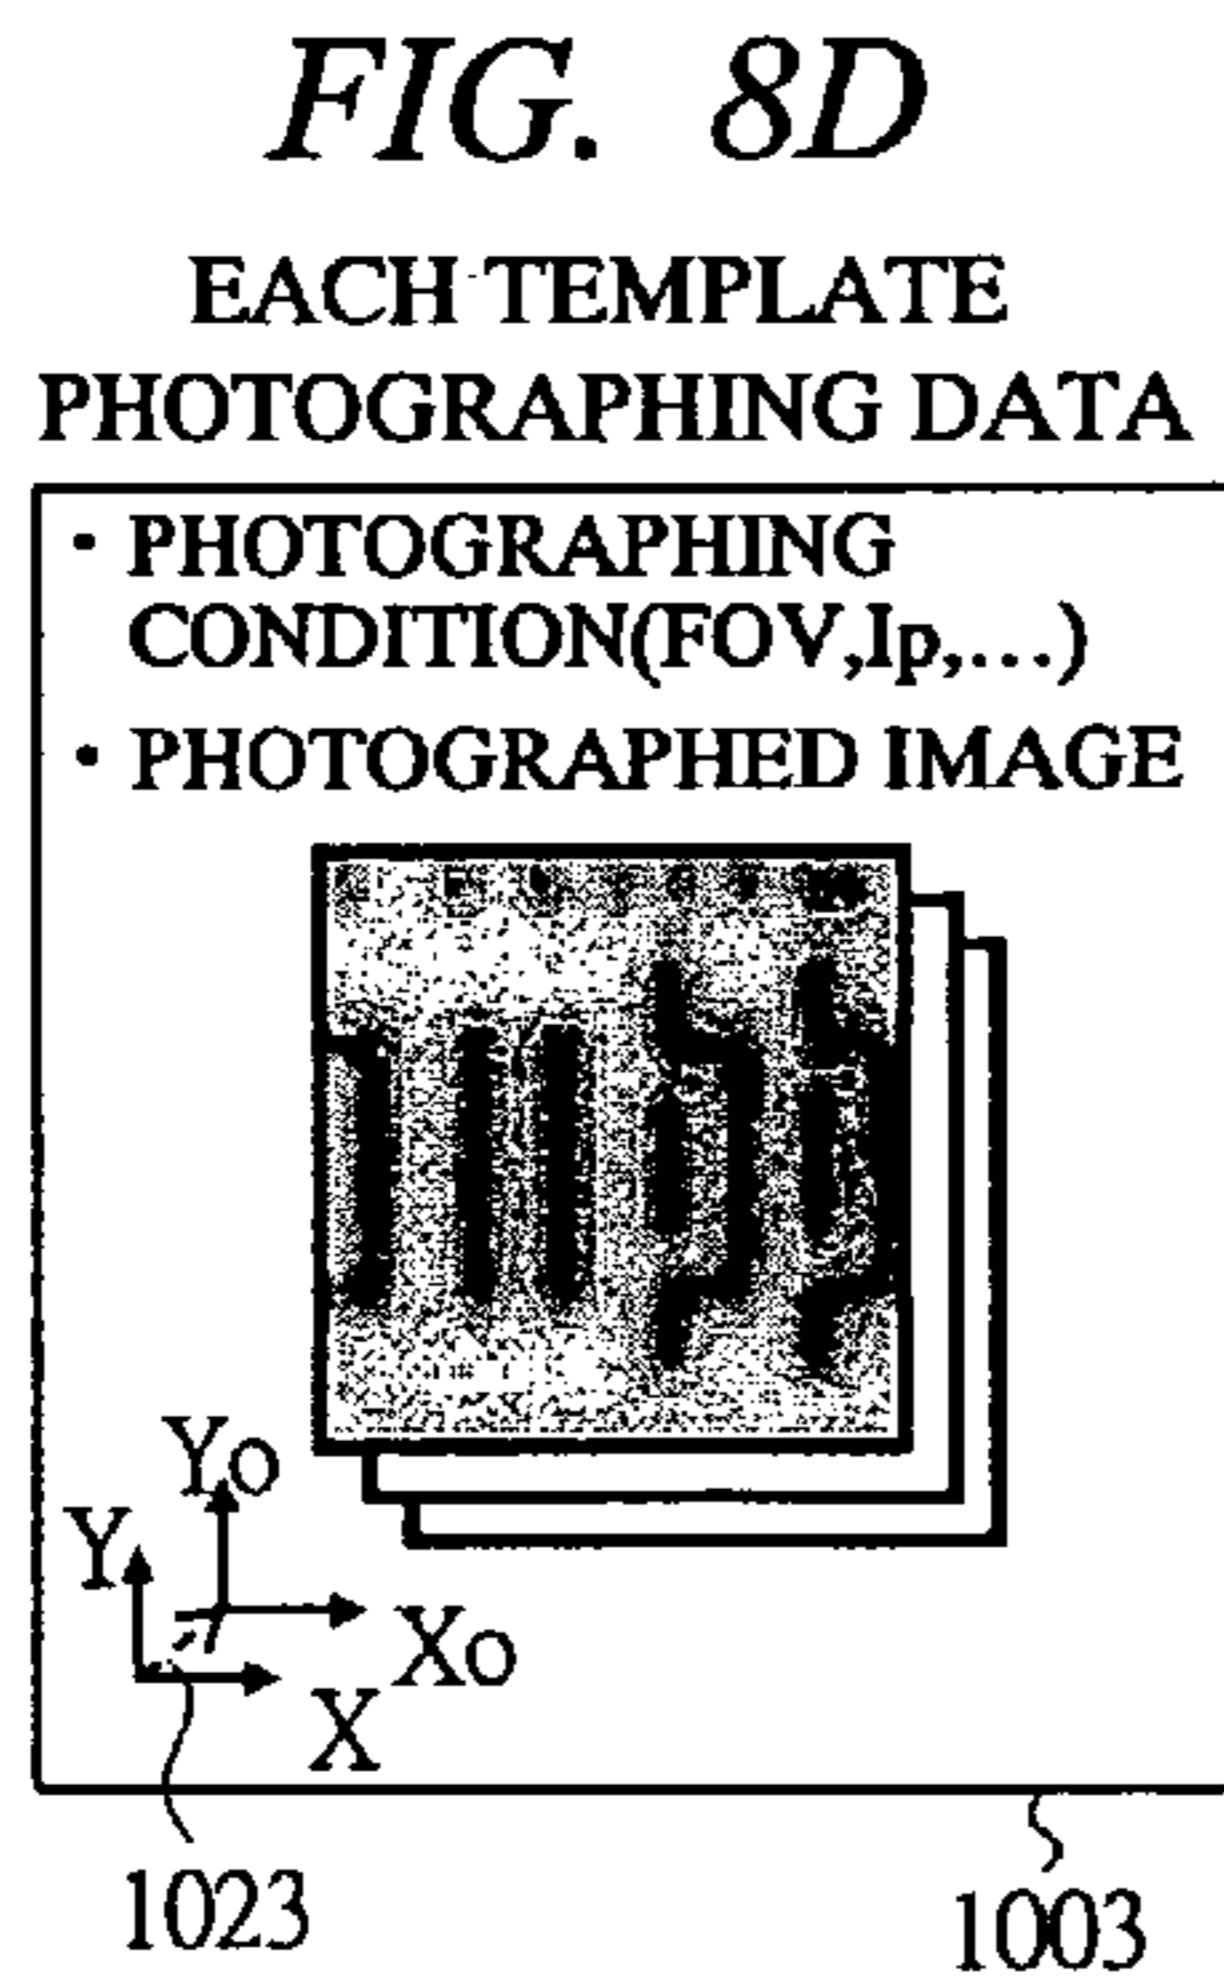 FIG. 8D
EACH TEMPLATE
PHOTOGRAPHING DATA
• PHOTOGRAPHING
CONDITION(FOV,Ip,...)
• PHOTOGRAPHED IMAGE
Yo
Y
Xo
X
1023
1003